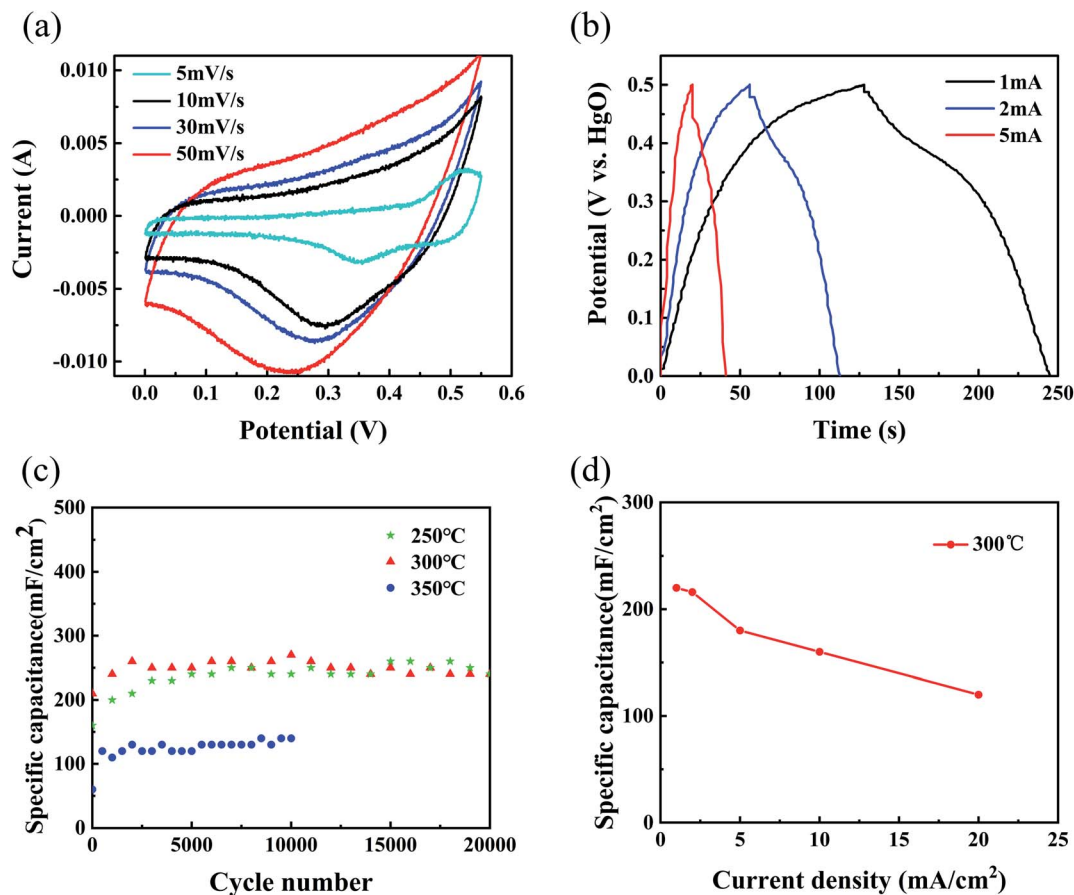 (a)
0.010
0.005
0.000
-0.005
-0.010
Current (A)
5mV/s
10mV/s
30mV/s
50mV/s
0.0 0.1 0.2 0.3 0.4 0.5 0.6
Potential (V)
(b)
0.5
0.4
0.3
0.2
0.1
0.0
Potential (V vs. HgO)
1mA
2mA
5mA
0 50 100 150 200 250
Time (s)
(c)
500
400
300
200
100
0
Specific capacitance(mF/cm²)
250°C
300°C
350°C
0 5000 10000 15000 20000
Cycle number
(d)
300
200
100
0
Specific capacitance(mF/cm²)
300℃
0 5 10 15 20 25
Current density (mA/cm²)